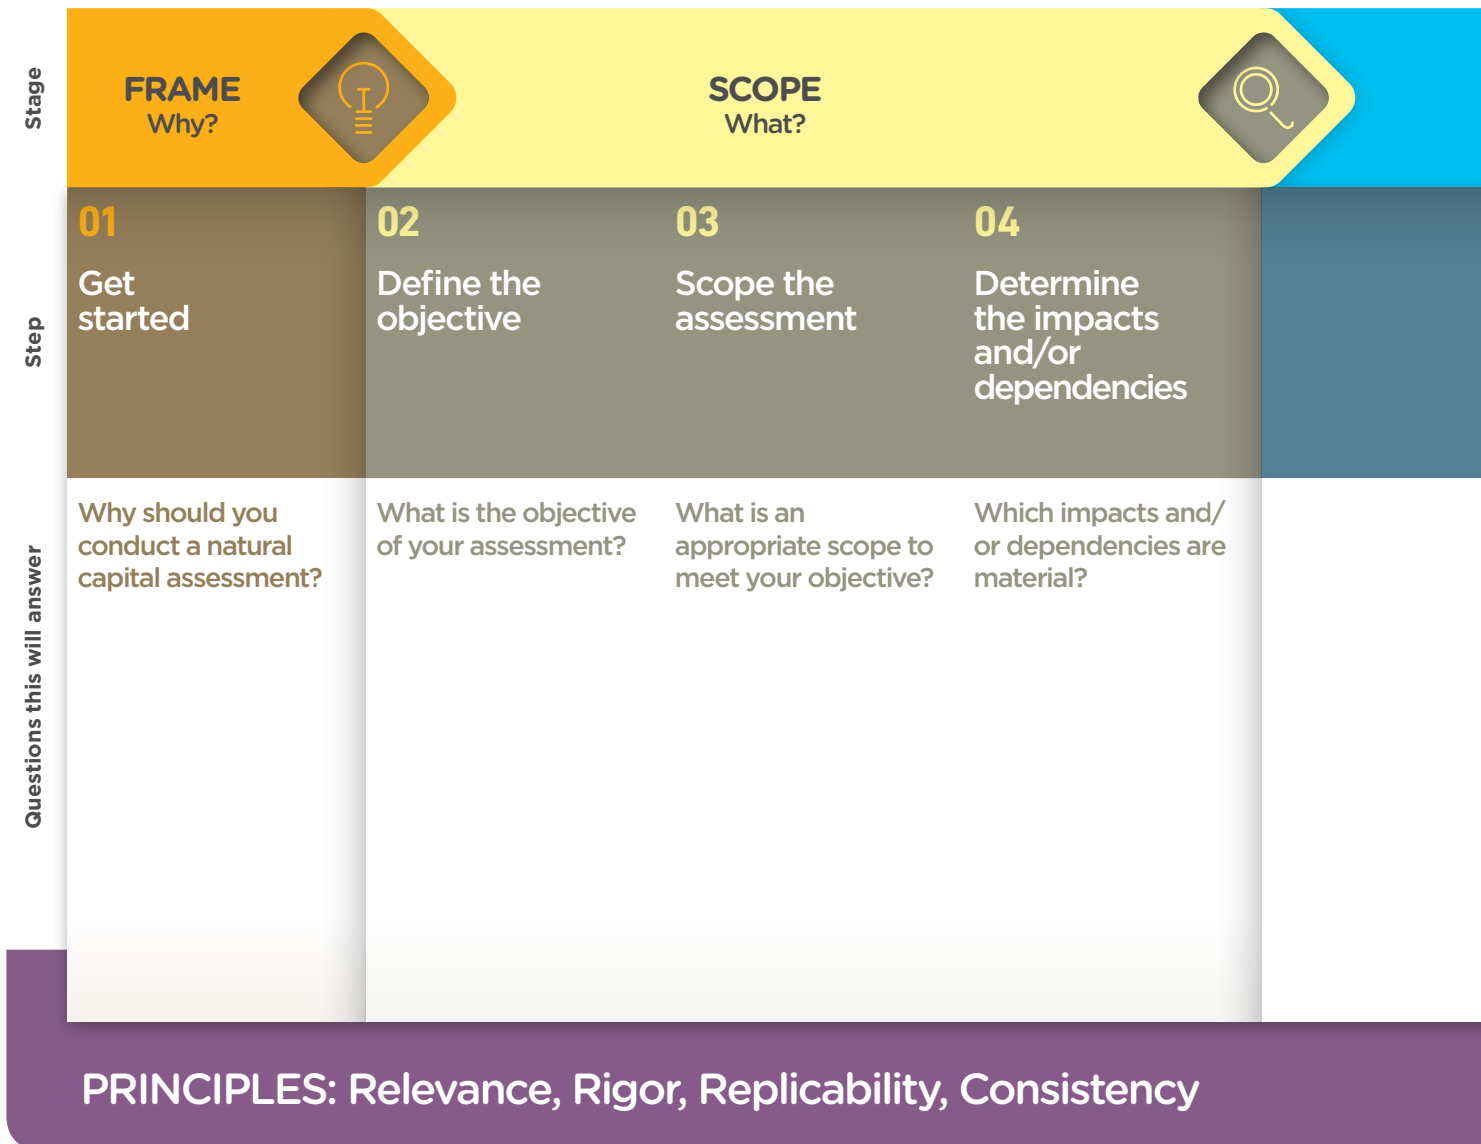 Stage
FRAME
Why?
SCOPE
What?
Step
01
Get
started
02
Define the
objective
03
Scope the
assessment
04
Determine
the impacts
and/or
dependencies
Questions this will answer
Why should you
conduct a natural
capital assessment?
What is the objective
of your assessment?
What is an
appropriate scope to
meet your objective?
Which impacts and/
or dependencies are
material?
PRINCIPLES: Relevance, Rigor, Replicability, Consistency